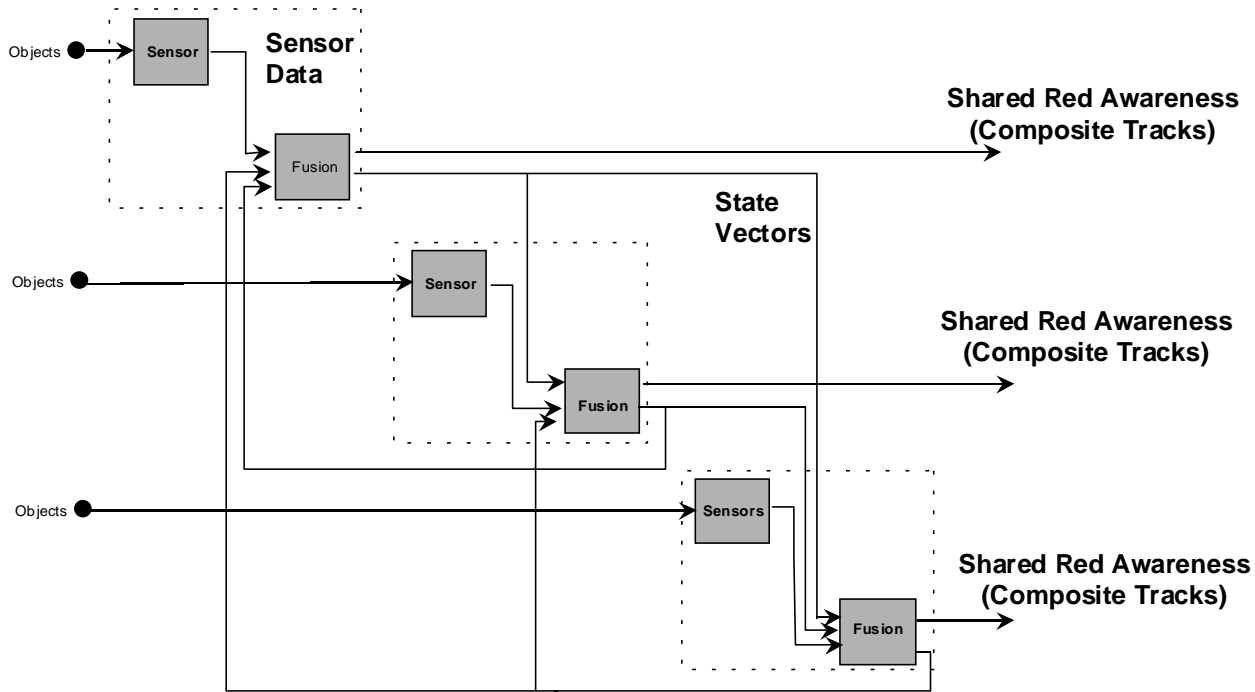 Objects
Sensor
Sensor
Data
Shared Red Awareness
(Composite Tracks)
Fusion
State
Vectors
Objects
Sensor
Shared Red Awareness
(Composite Tracks)
Fusion
Objects
Sensors
Shared Red Awareness
(Composite Tracks)
Fusion